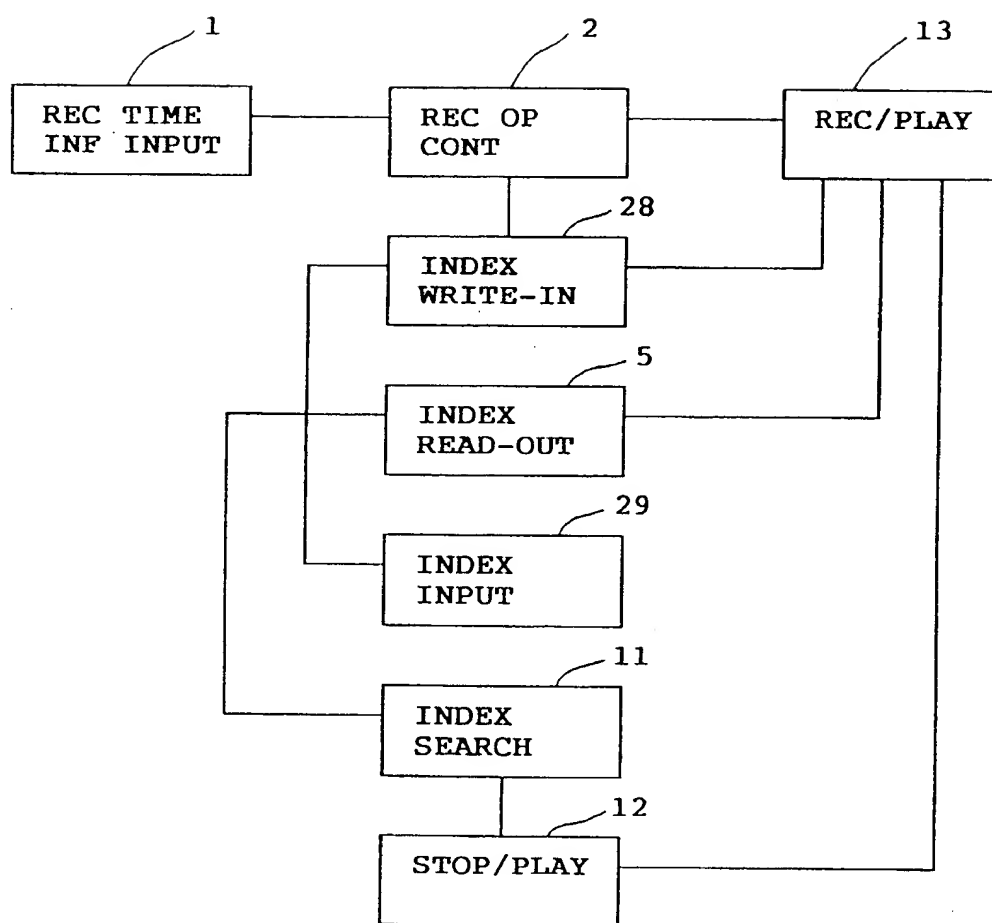 1
2
13
REC TIME
INF INPUT
REC OP
CONT
REC/PLAY
28
INDEX
WRITE-IN
5
INDEX
READ-OUT
29
INDEX
INPUT
11
INDEX
SEARCH
12
STOP/PLAY